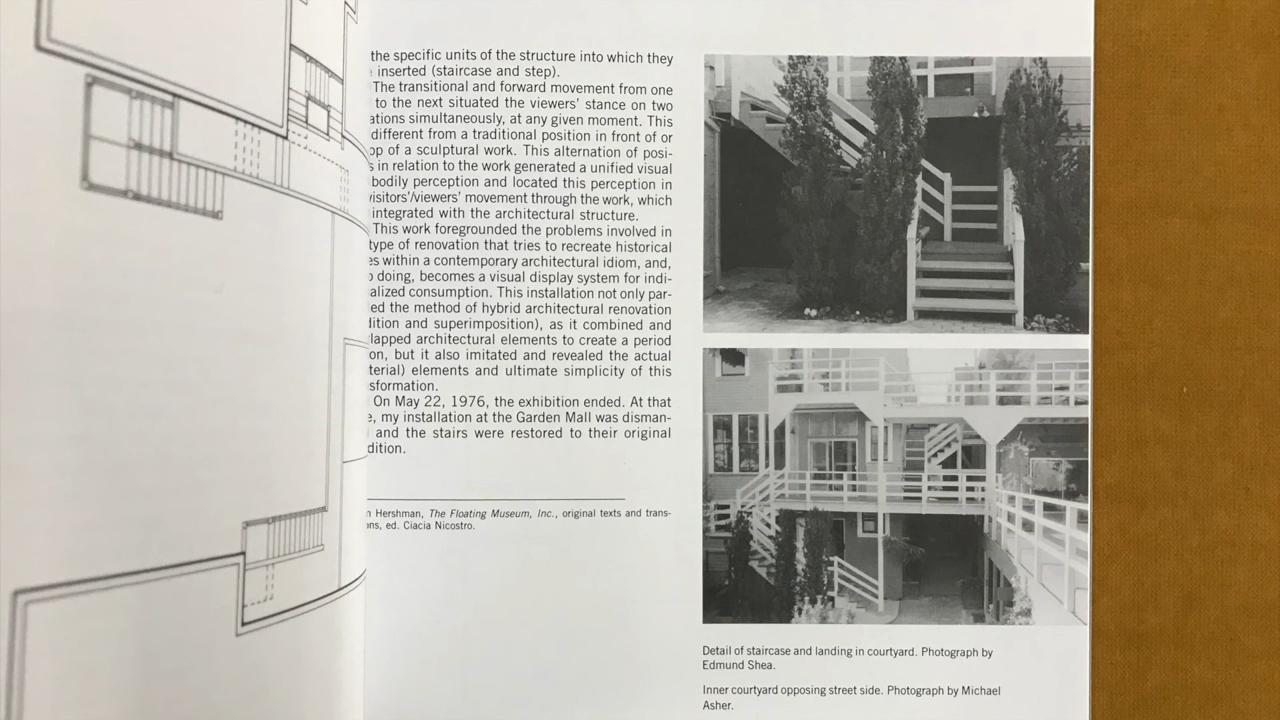 the specific units of the structure into which they
inserted (staircase and step).
The transitional and forward movement from one
to the next situated the viewers' stance on two
ations simultaneously, at any given moment. This
different from a traditional position in front of or
op of a sculptural work. This alternation of posi-
s in relation to the work generated a unified visual
bodily perception and located this perception in
visitors'/viewers' movement through the work, which
integrated with the architectural structure.
This work foregrounded the problems involved in
type of renovation that tries to recreate historical
es within a contemporary architectural idiom, and,
o doing, becomes a visual display system for indi-
alized consumption. This installation not only par-
ed the method of hybrid architectural renovation
lition and superimposition), as it combined and
lapped architectural elements to create a period
on, but it also imitated and revealed the actual
terial) elements and ultimate simplicity of this
sformation.
On May 22, 1976, the exhibition ended. At that
e, my installation at the Garden Mall was disman-
and the stairs were restored to their original
dition.
n Hershman, The Floating Museum, Inc., original texts and trans-
ons, ed. Ciacia Nicostro.
Detail of staircase and landing in courtyard. Photograph by
Edmund Shea.
Inner courtyard opposing street side. Photograph by Michael
Asher.